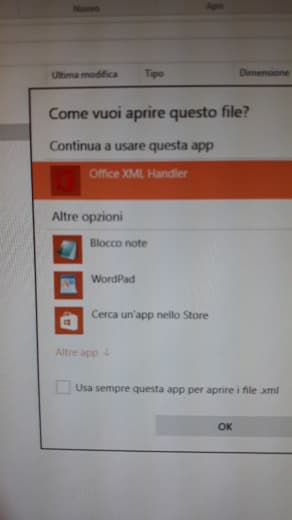 Nuovo
Apri
Ultima modifica Tipo Dimensione
Come vuoi aprire questo file?
Continua a usare questa app
Office XML Handler
Altre opzioni
Blocco note
WordPad
Cerca un'app nello Store
Altre app ↓
Usa sempre questa app per aprire i file .xml
OK